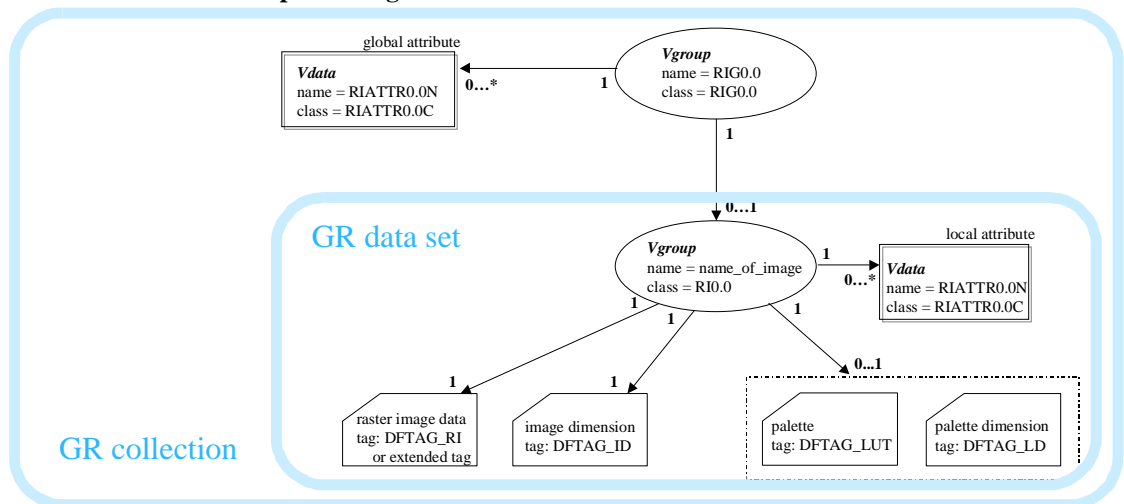 global attribute
Vgroup
name = RIG0.0
class = RIG0.0
Vdata
name = RIATTR0.0N
class = RIATTR0.0C
0…*
1
1
0…1
GR data set
local attribute
Vgroup
name = name_of_image
class = RI0.0
1
0…*
Vdata
name = RIATTR0.0N
class = RIATTR0.0C
1
1
1
1
1
0...1
raster image data
tag: DFTAG_RI
or extended tag
image dimension
tag: DFTAG_ID
palette
tag: DFTAG_LUT
palette dimension
tag: DFTAG_LD
GR collection